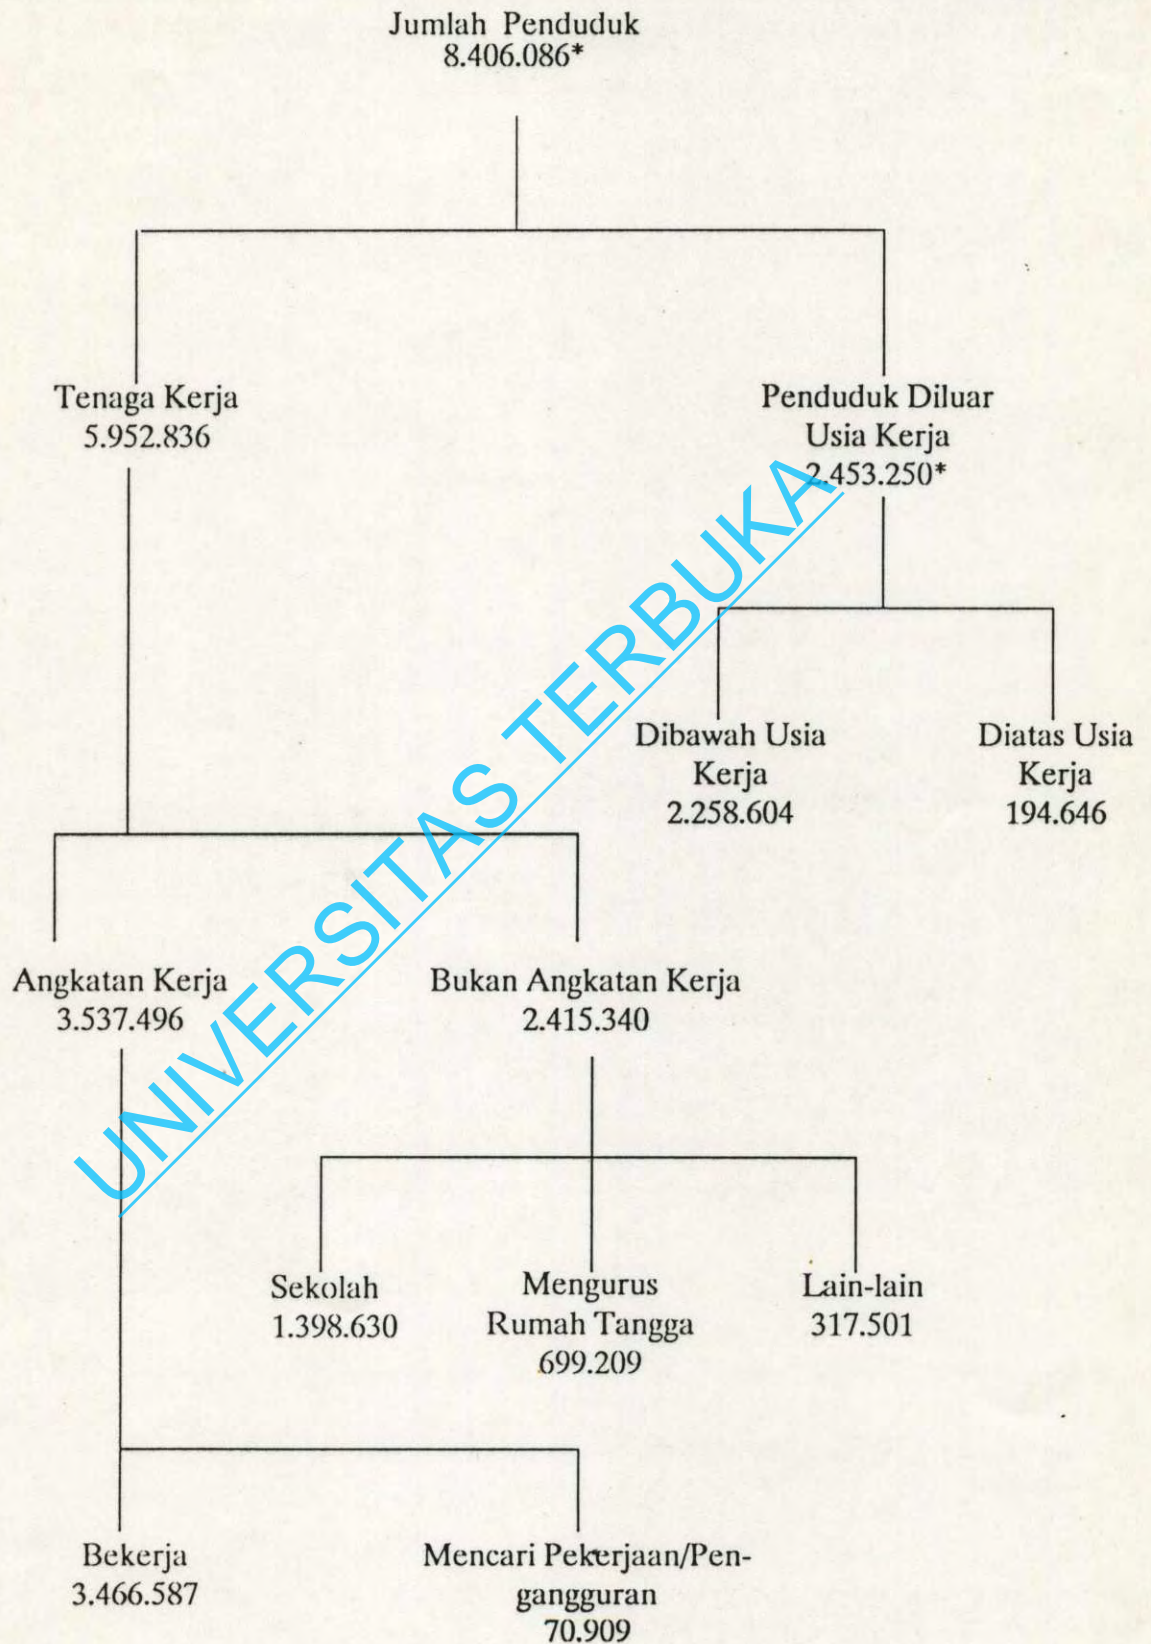 Jumlah Penduduk
8.406.086*
Tenaga Kerja
5.952.836
Penduduk Diluar
Usia Kerja
2.453.250*
Dibawah Usia
Kerja
2.258.604
Diatas Usia
Kerja
194.646
Angkatan Kerja
3.537.496
Bukan Angkatan Kerja
2.415.340
Sekolah
1.398.630
Mengurus
Rumah Tangga
699.209
Lain-lain
317.501
Bekerja
3.466.587
Mencari Pekerjaan/Pen-
gangguran
70.909
UNIVERSITAS TERBUKA